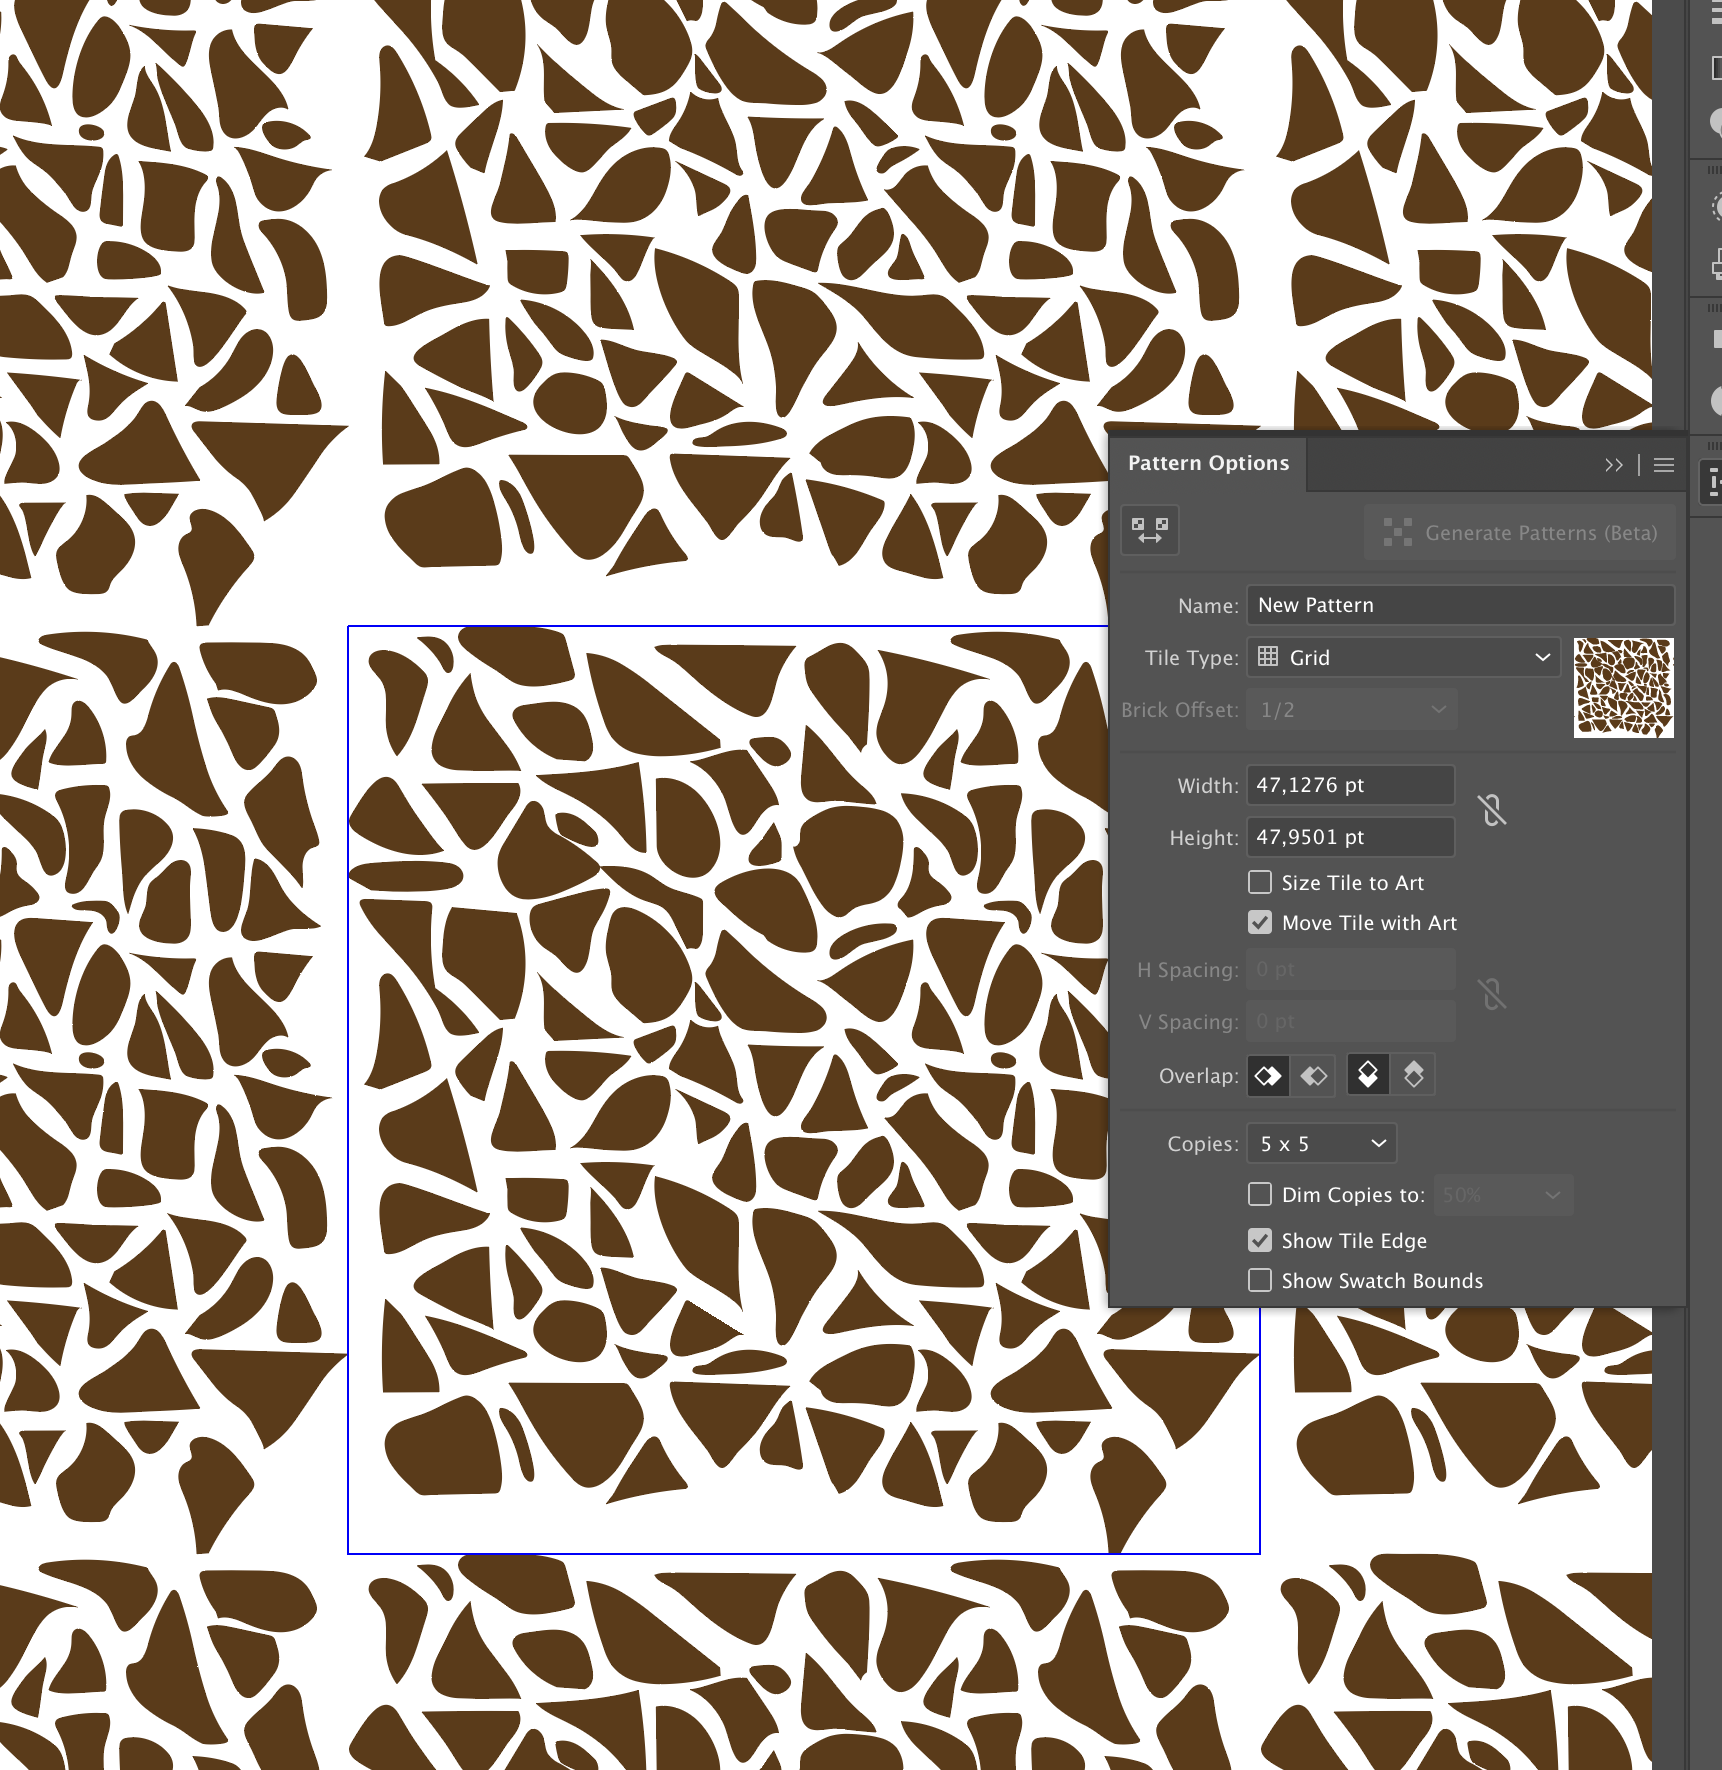 Pattern Options
Generate Patterns (Beta)
Name: New Pattern
Tile Type: Grid
Brick Offset: 1/2
Width: 47,1276 pt
Height: 47,9501 pt
Size Tile to Art
Move Tile with Art
H Spacing: 0 pt
V Spacing: 0 pt
Overlap:
Copies: 5 x 5
Dim Copies to: 50%
Show Tile Edge
Show Swatch Bounds